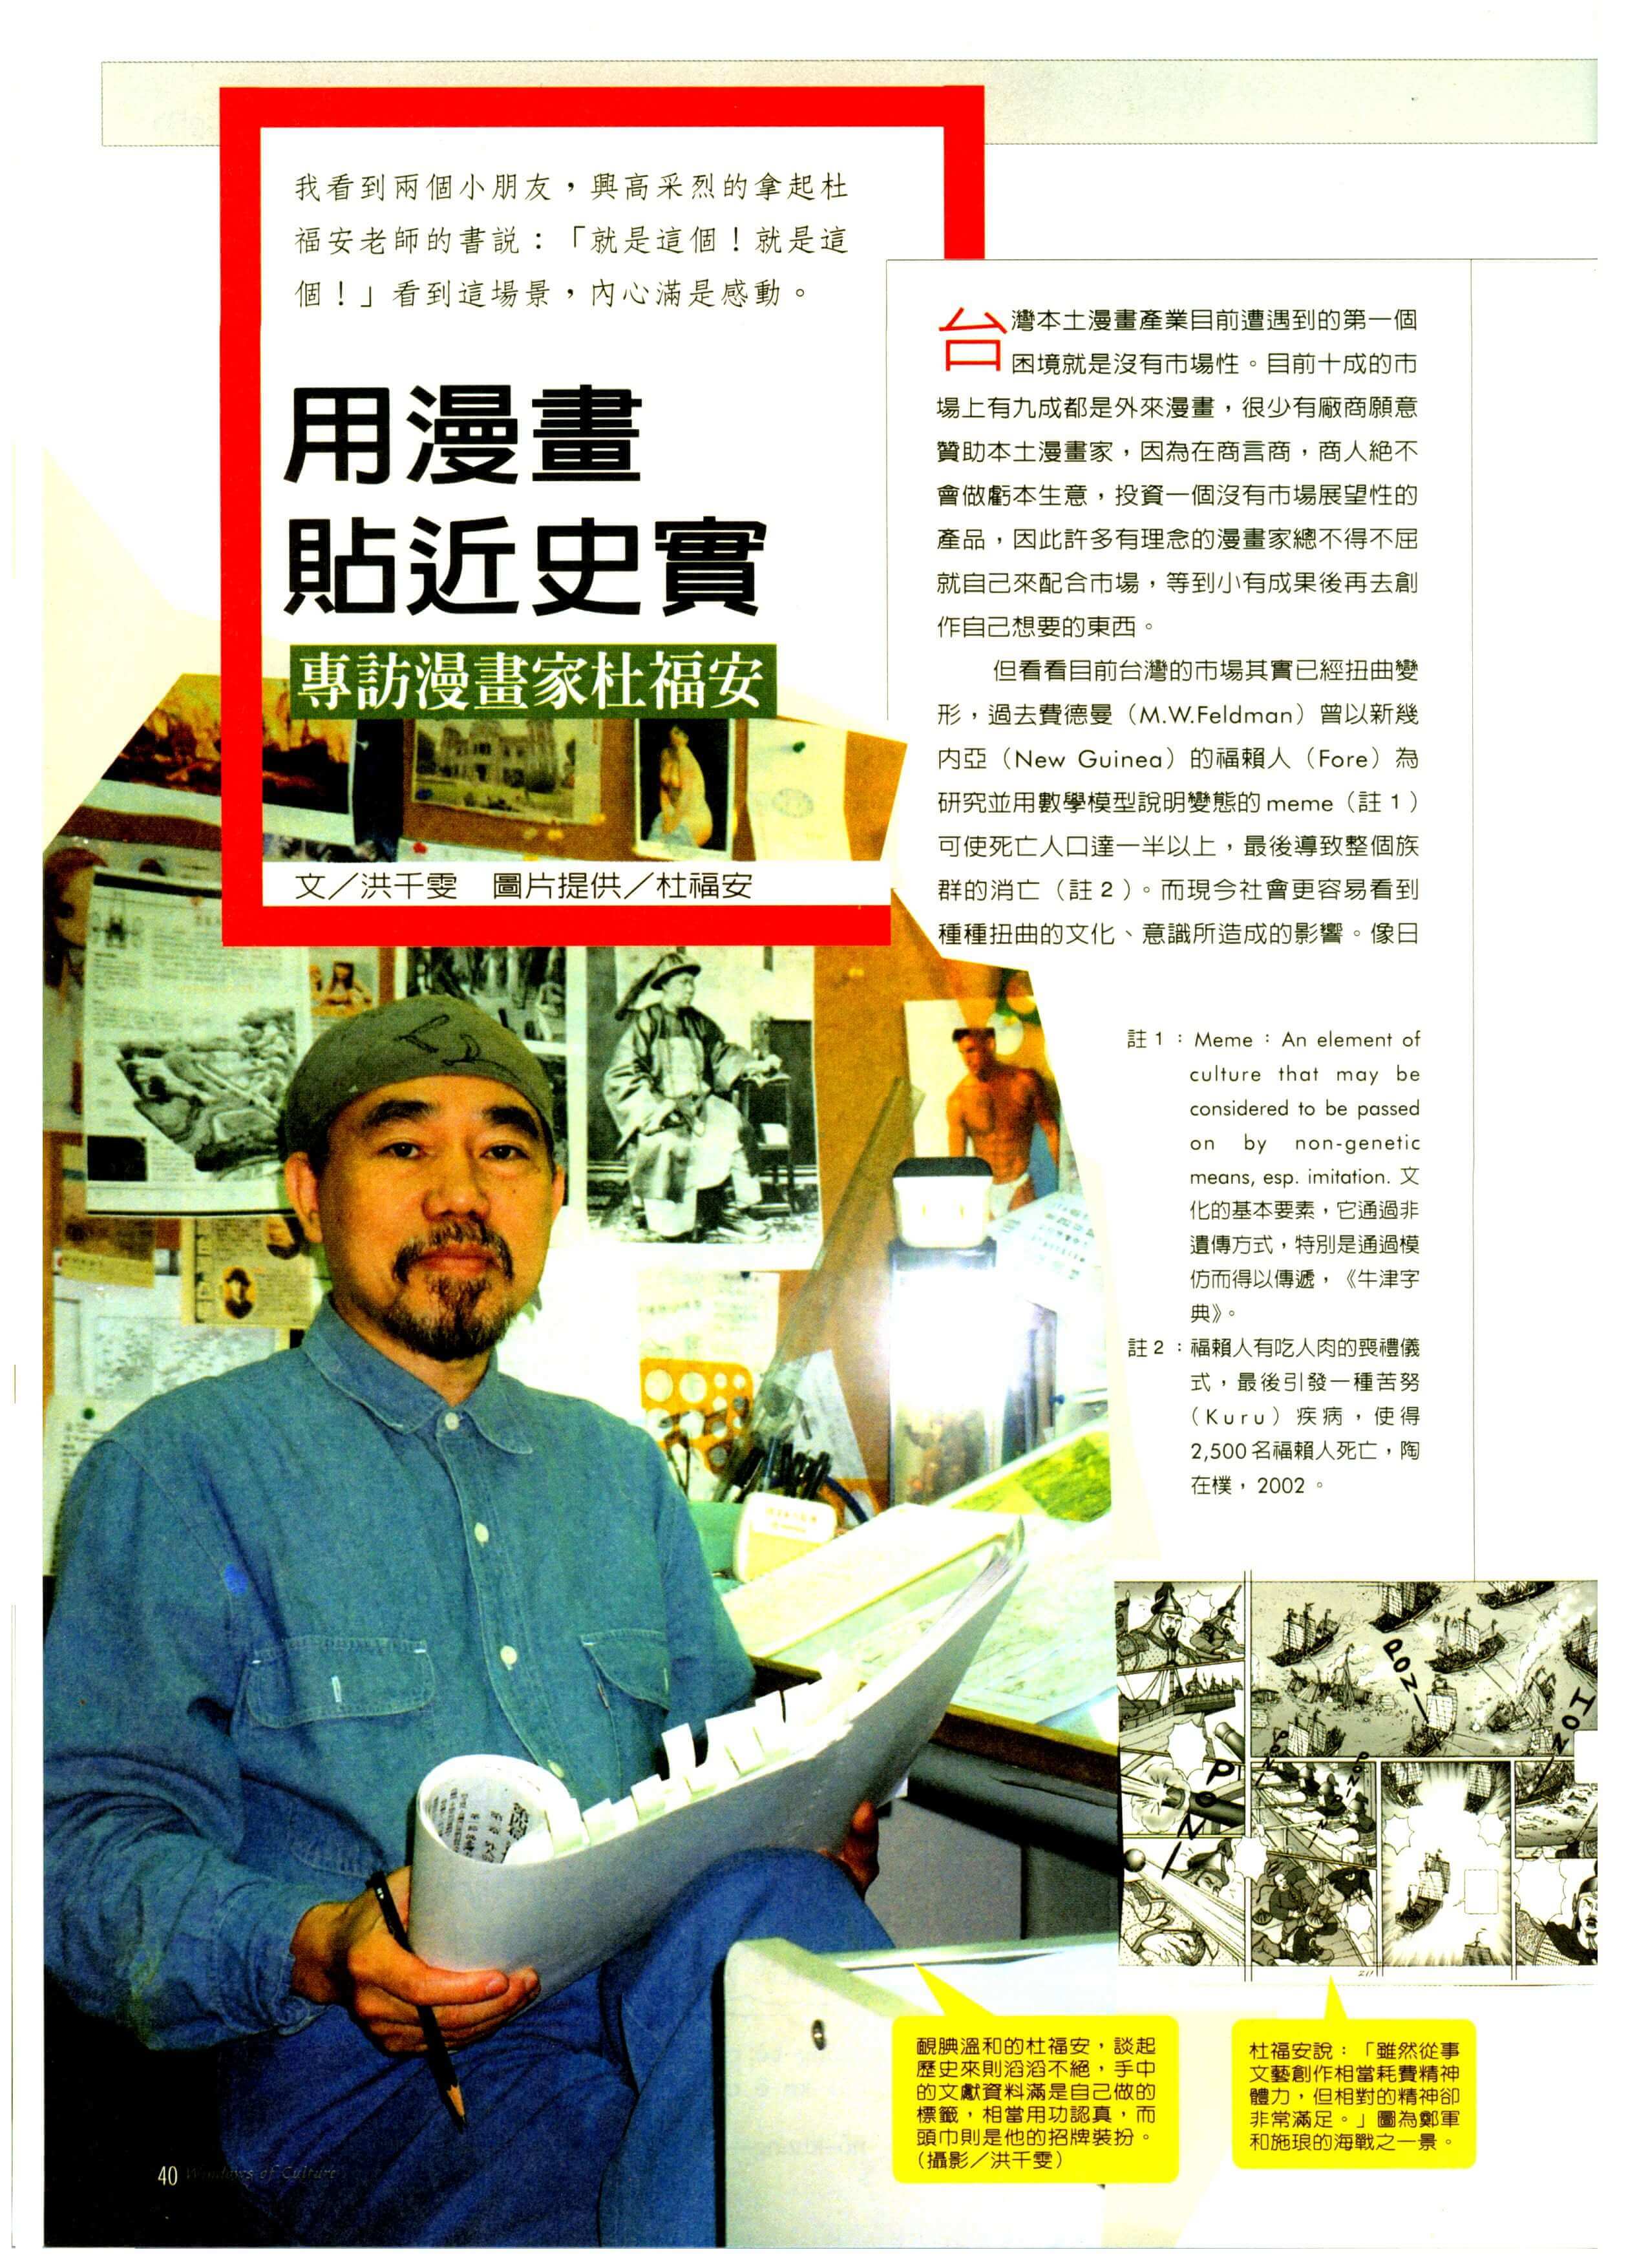 我看到兩個小朋友，興高采烈的拿起杜
福安老師的書說：「就是這個！就是這
個！」看到這場景，內心滿是感動。
用漫畫
貼近史實
專訪漫畫家杜福安
文／洪千雯　圖片提供／杜福安
台灣本土漫畫產業目前遭遇到的第一個
困境就是沒有市場性。目前十成的市
場上有九成都是外來漫畫，很少有廠商願意
贊助本土漫畫家，因為在商言商，商人絕不
會做虧本生意，投資一個沒有市場展望性的
產品，因此許多有理念的漫畫家總不得不屈
就自己來配合市場，等到小有成果後再去創
作自己想要的東西。
但看看目前台灣的市場其實已經扭曲變
形，過去費德曼（M.W.Feldman）曾以新幾
內亞（New Guinea）的福賴人（Fore）為
研究並用數學模型說明變態的meme（註1）
可使死亡人口達一半以上，最後導致整個族
群的消亡（註2）。而現今社會更容易看到
種種扭曲的文化、意識所造成的影響。像日
註1：Meme：An element of
culture that may be
considered to be passed
on by non-genetic
means, esp. imitation. 文
化的基本要素，它通過非
遺傳方式，特別是通過模
仿而得以傳遞，《牛津字
典》。
註2：福賴人有吃人肉的喪禮儀
式，最後引發一種苦努
（Kuru）疾病，使得
2,500名福賴人死亡，陶
在樸，2002。
PON!
PON!
PON!
PON!
靦腆溫和的杜福安，談起
歷史來則滔滔不絕，手中
的文獻資料滿是自己做的
標籤，相當用功認真，而
頭巾則是他的招牌裝扮。
（攝影／洪千雯）
杜福安說：「雖然從事
文藝創作相當耗費精神
體力，但相對的精神卻
非常滿足。」圖為鄭軍
和施琅的海戰之一景。
40 Windows of Culture